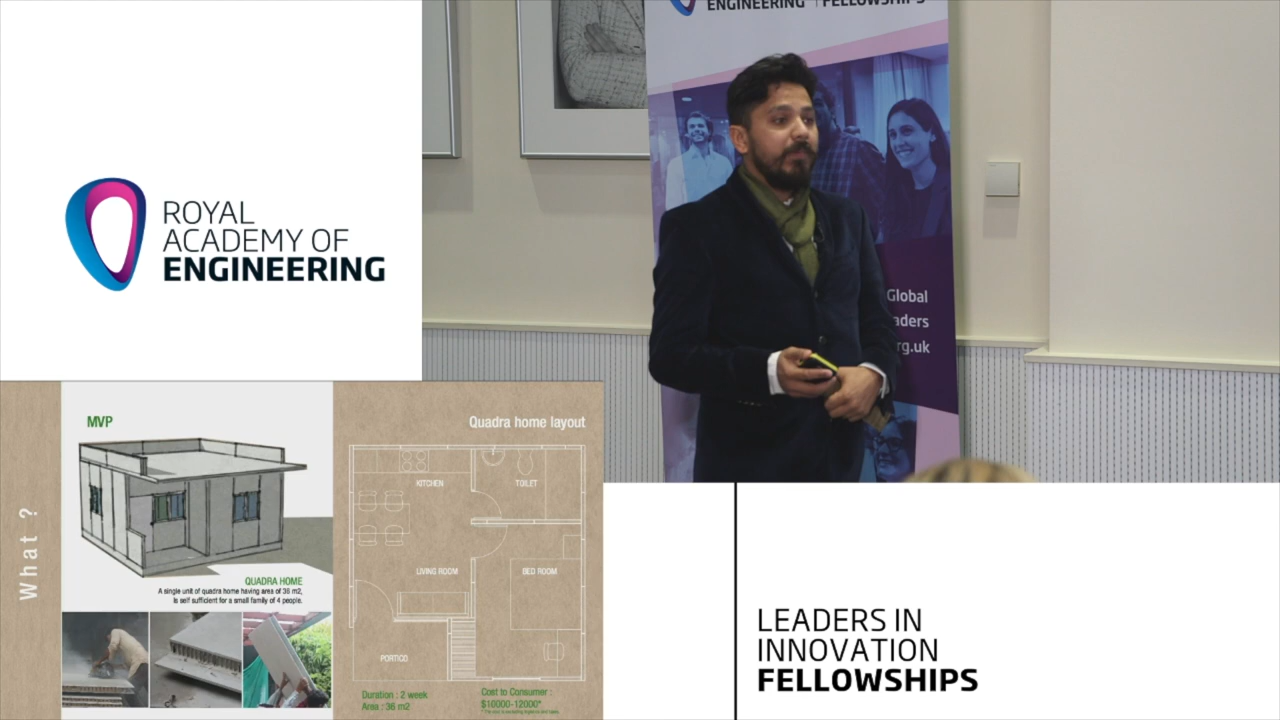 ROYAL
ACADEMY OF
ENGINEERING
ENGINEERING
FELLOWSHIPS
Global
aders
rg.uk
What ?
MVP
QUADRA HOME
A single unit of quadra home having area of 36 m2,
is self sufficient for a small family of 4 people.
Quadra home layout
KITCHEN
TOILET
LIVING ROOM
BED ROOM
PORTICO
Duration : 2 week
Area : 36 m2
Cost to Consumer :
$10000-12000*
LEADERS IN
INNOVATION
FELLOWSHIPS